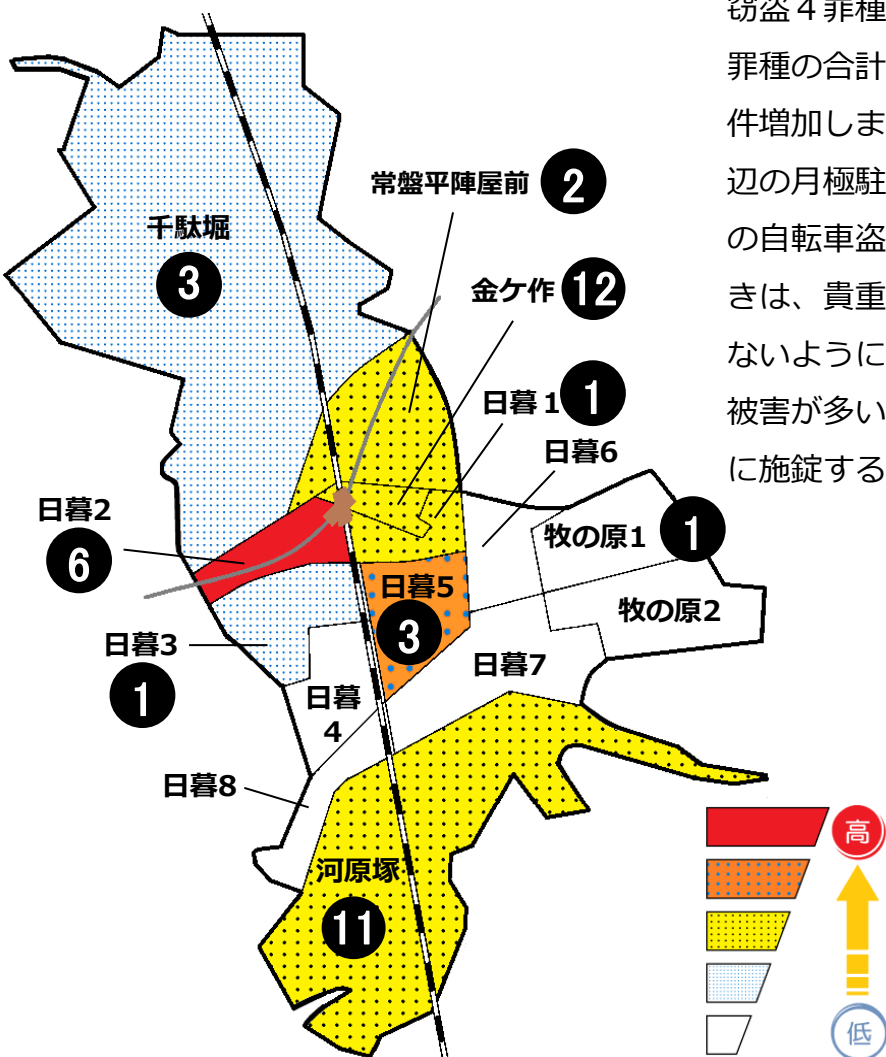 窃盗４罪種
罪種の合計
件増加しま
辺の月極駐
の自転車盗
きは、貴重
ないように
被害が多い
に施錠する
常盤平陣屋前 2
千駄堀
3
金ケ作 12
日暮１ 1
日暮6
日暮2
6
牧の原1 1
日暮5
3
牧の原2
日暮3
1
日暮7
日暮
4
日暮8
河原塚
11
高
低